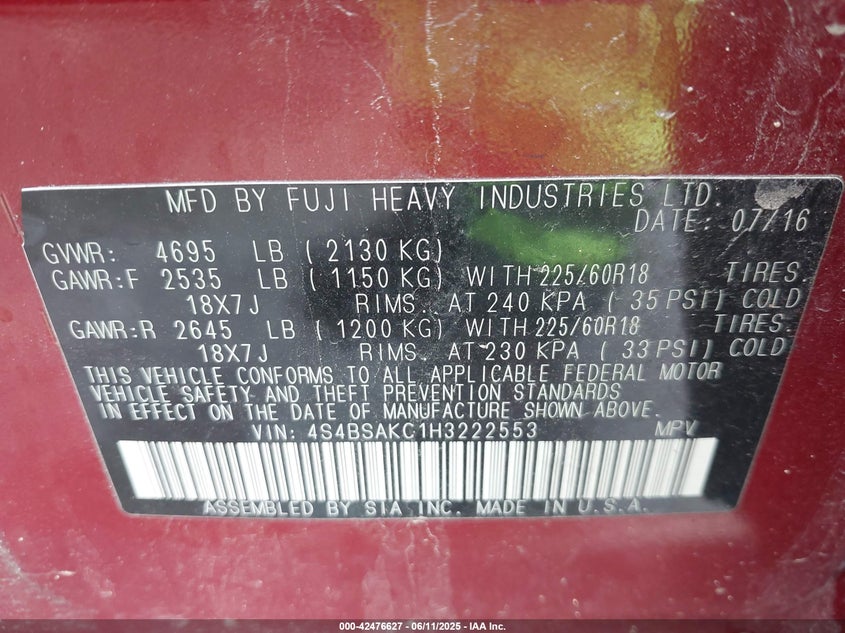 MFD BY FUJI HEAVY INDUSTRIES LTD.
DATE: 07/16
GVWR: 4695 LB ( 2130 KG)
GAWR:F 2535 LB ( 1150 KG) WITH 225/60R18 TIRES.
18X7J RIMS. AT 240 KPA ( 35 PSI) COLD
GAWR:R 2645 LB ( 1200 KG) WITH 225/60R18 TIRES.
18X7J RIMS. AT 230 KPA ( 33 PSI) COLD
THIS VEHICLE CONFORMS TO ALL APPLICABLE FEDERAL MOTOR
VEHICLE SAFETY AND THEFT PREVENTION STANDARDS
IN EFFECT ON THE DATE OF MANUFACTURE SHOWN ABOVE.
VIN: 4S4BSAKC1H3222553 MPV
ASSEMBLED BY SIA INC. MADE IN U.S.A.
000-42476627 - 06/11/2025 - IAA Inc.